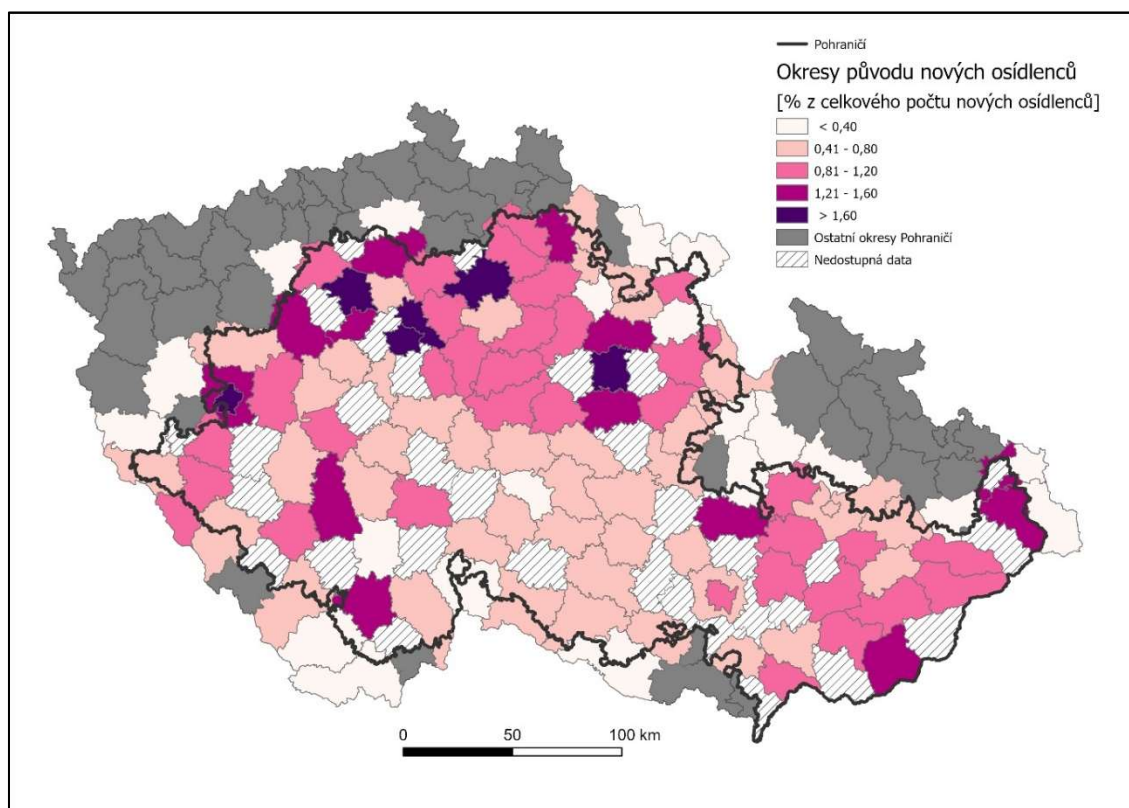 Pohraničí
Okresy původu nových osídlenců
[% z celkového počtu nových osídlenců]
< 0,40
0,41 - 0,80
0,81 - 1,20
1,21 - 1,60
> 1,60
Ostatní okresy Pohraničí
Nedostupná data
0 50 100 km